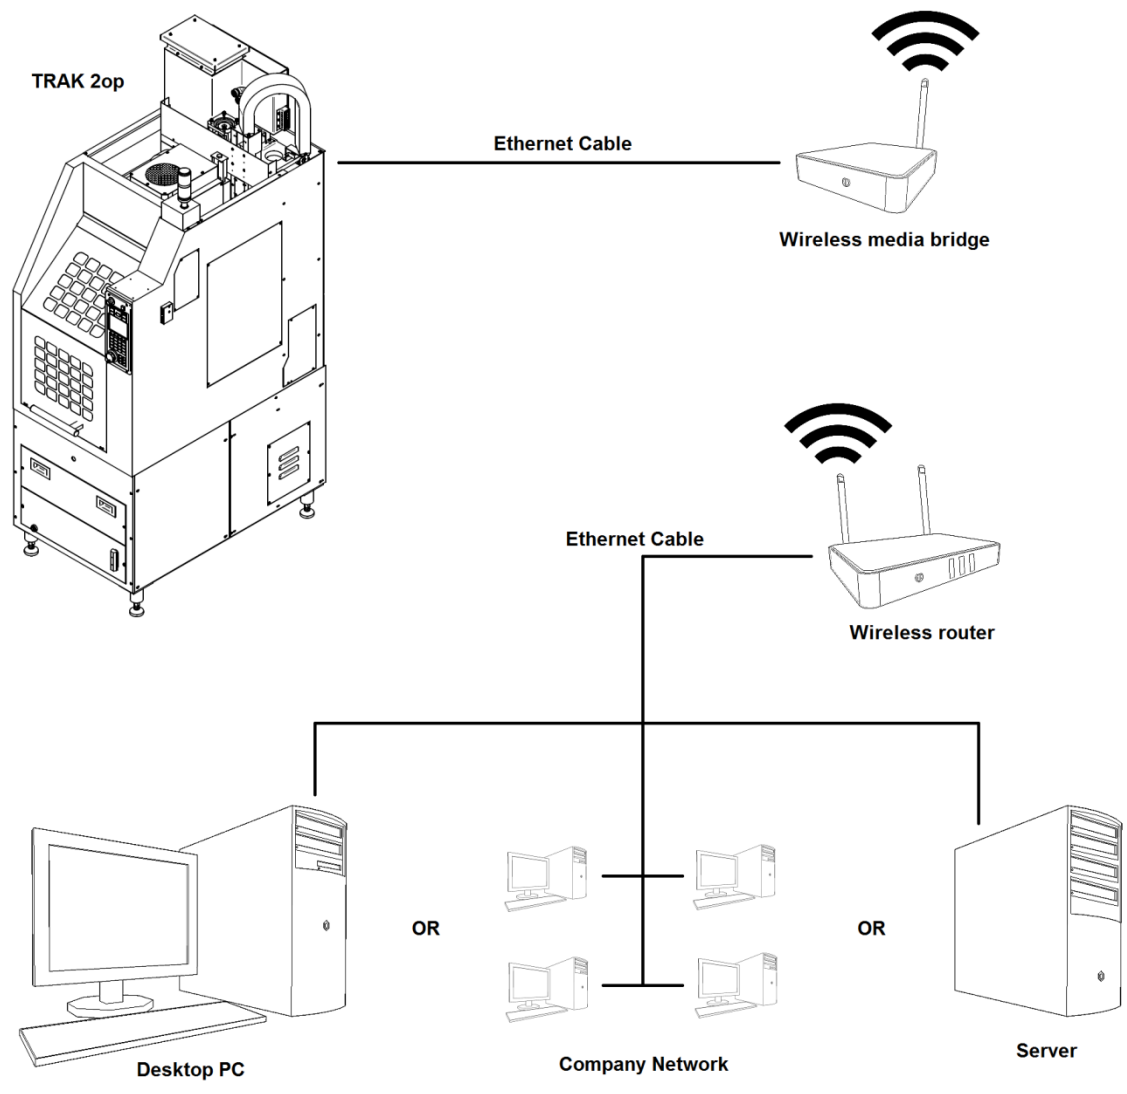 TRAK 2op
Ethernet Cable
Wireless media bridge
Ethernet Cable
Wireless router
OR
OR
Desktop PC
Company Network
Server